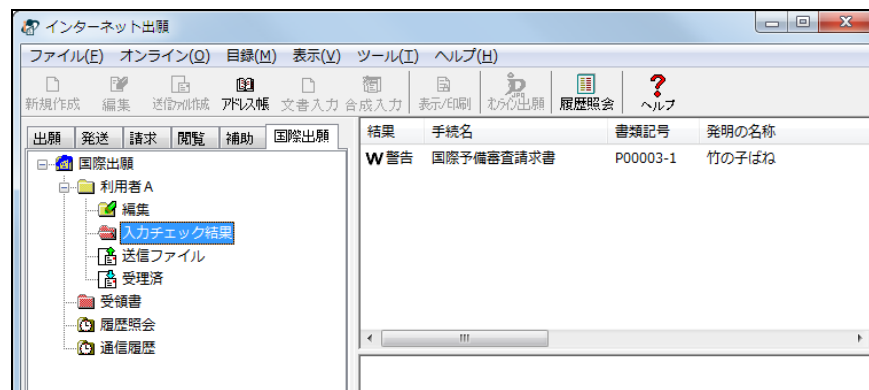 インターネット出願
ファイル(F) オンライン(O) 目録(M) 表示(V) ツール(T) ヘルプ(H)
新規作成 編集 送信ファイル作成 アドレス帳 文書入力 合成入力 表示/印刷 オンライン出願 履歴照会 ヘルプ
出願 発送 請求 閲覧 補助 国際出願
結果 手続名 書類記号 発明の名称
W警告 国際予備審査請求書 P00003-1 竹の子ばね
国際出願
利用者A
編集
入力チェック結果
送信ファイル
受理済
受領書
履歴照会
通信履歴